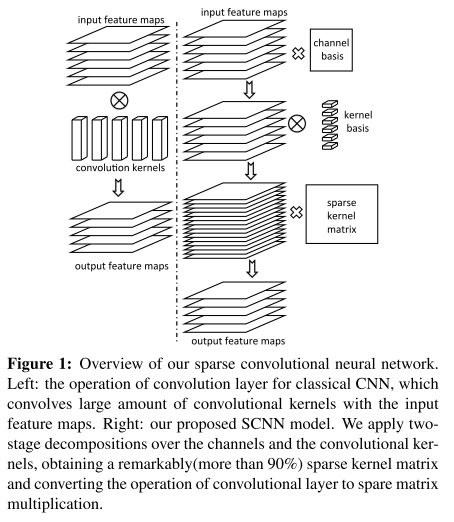 input feature maps
convolution kernels
output feature maps
input feature maps
channel
basis
kernel
basis
sparse
kernel
matrix
output feature maps
Figure 1: Overview of our sparse convolutional neural network.
Left: the operation of convolution layer for classical CNN, which
convolves large amount of convolutional kernels with the input
feature maps. Right: our proposed SCNN model. We apply two-
stage decompositions over the channels and the convolutional ker-
nels, obtaining a remarkably(more than 90%) sparse kernel matrix
and converting the operation of convolutional layer to spare matrix
multiplication.